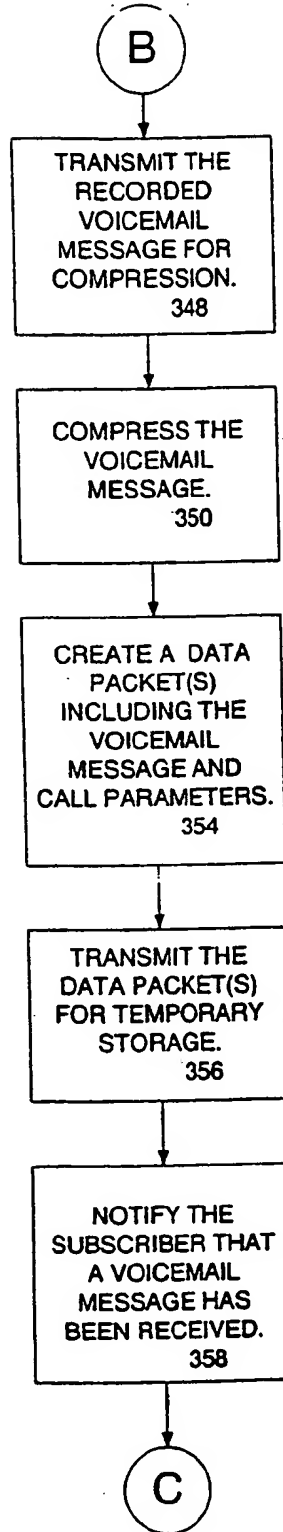 B
TRANSMIT THE
RECORDED
VOICEMAIL
MESSAGE FOR
COMPRESSION.
348
COMPRESS THE
VOICEMAIL
MESSAGE.
350
CREATE A DATA
PACKET(S)
INCLUDING THE
VOICEMAIL
MESSAGE AND
CALL PARAMETERS.
354
TRANSMIT THE
DATA PACKET(S)
FOR TEMPORARY
STORAGE.
356
NOTIFY THE
SUBSCRIBER THAT
A VOICEMAIL
MESSAGE HAS
BEEN RECEIVED.
358
C